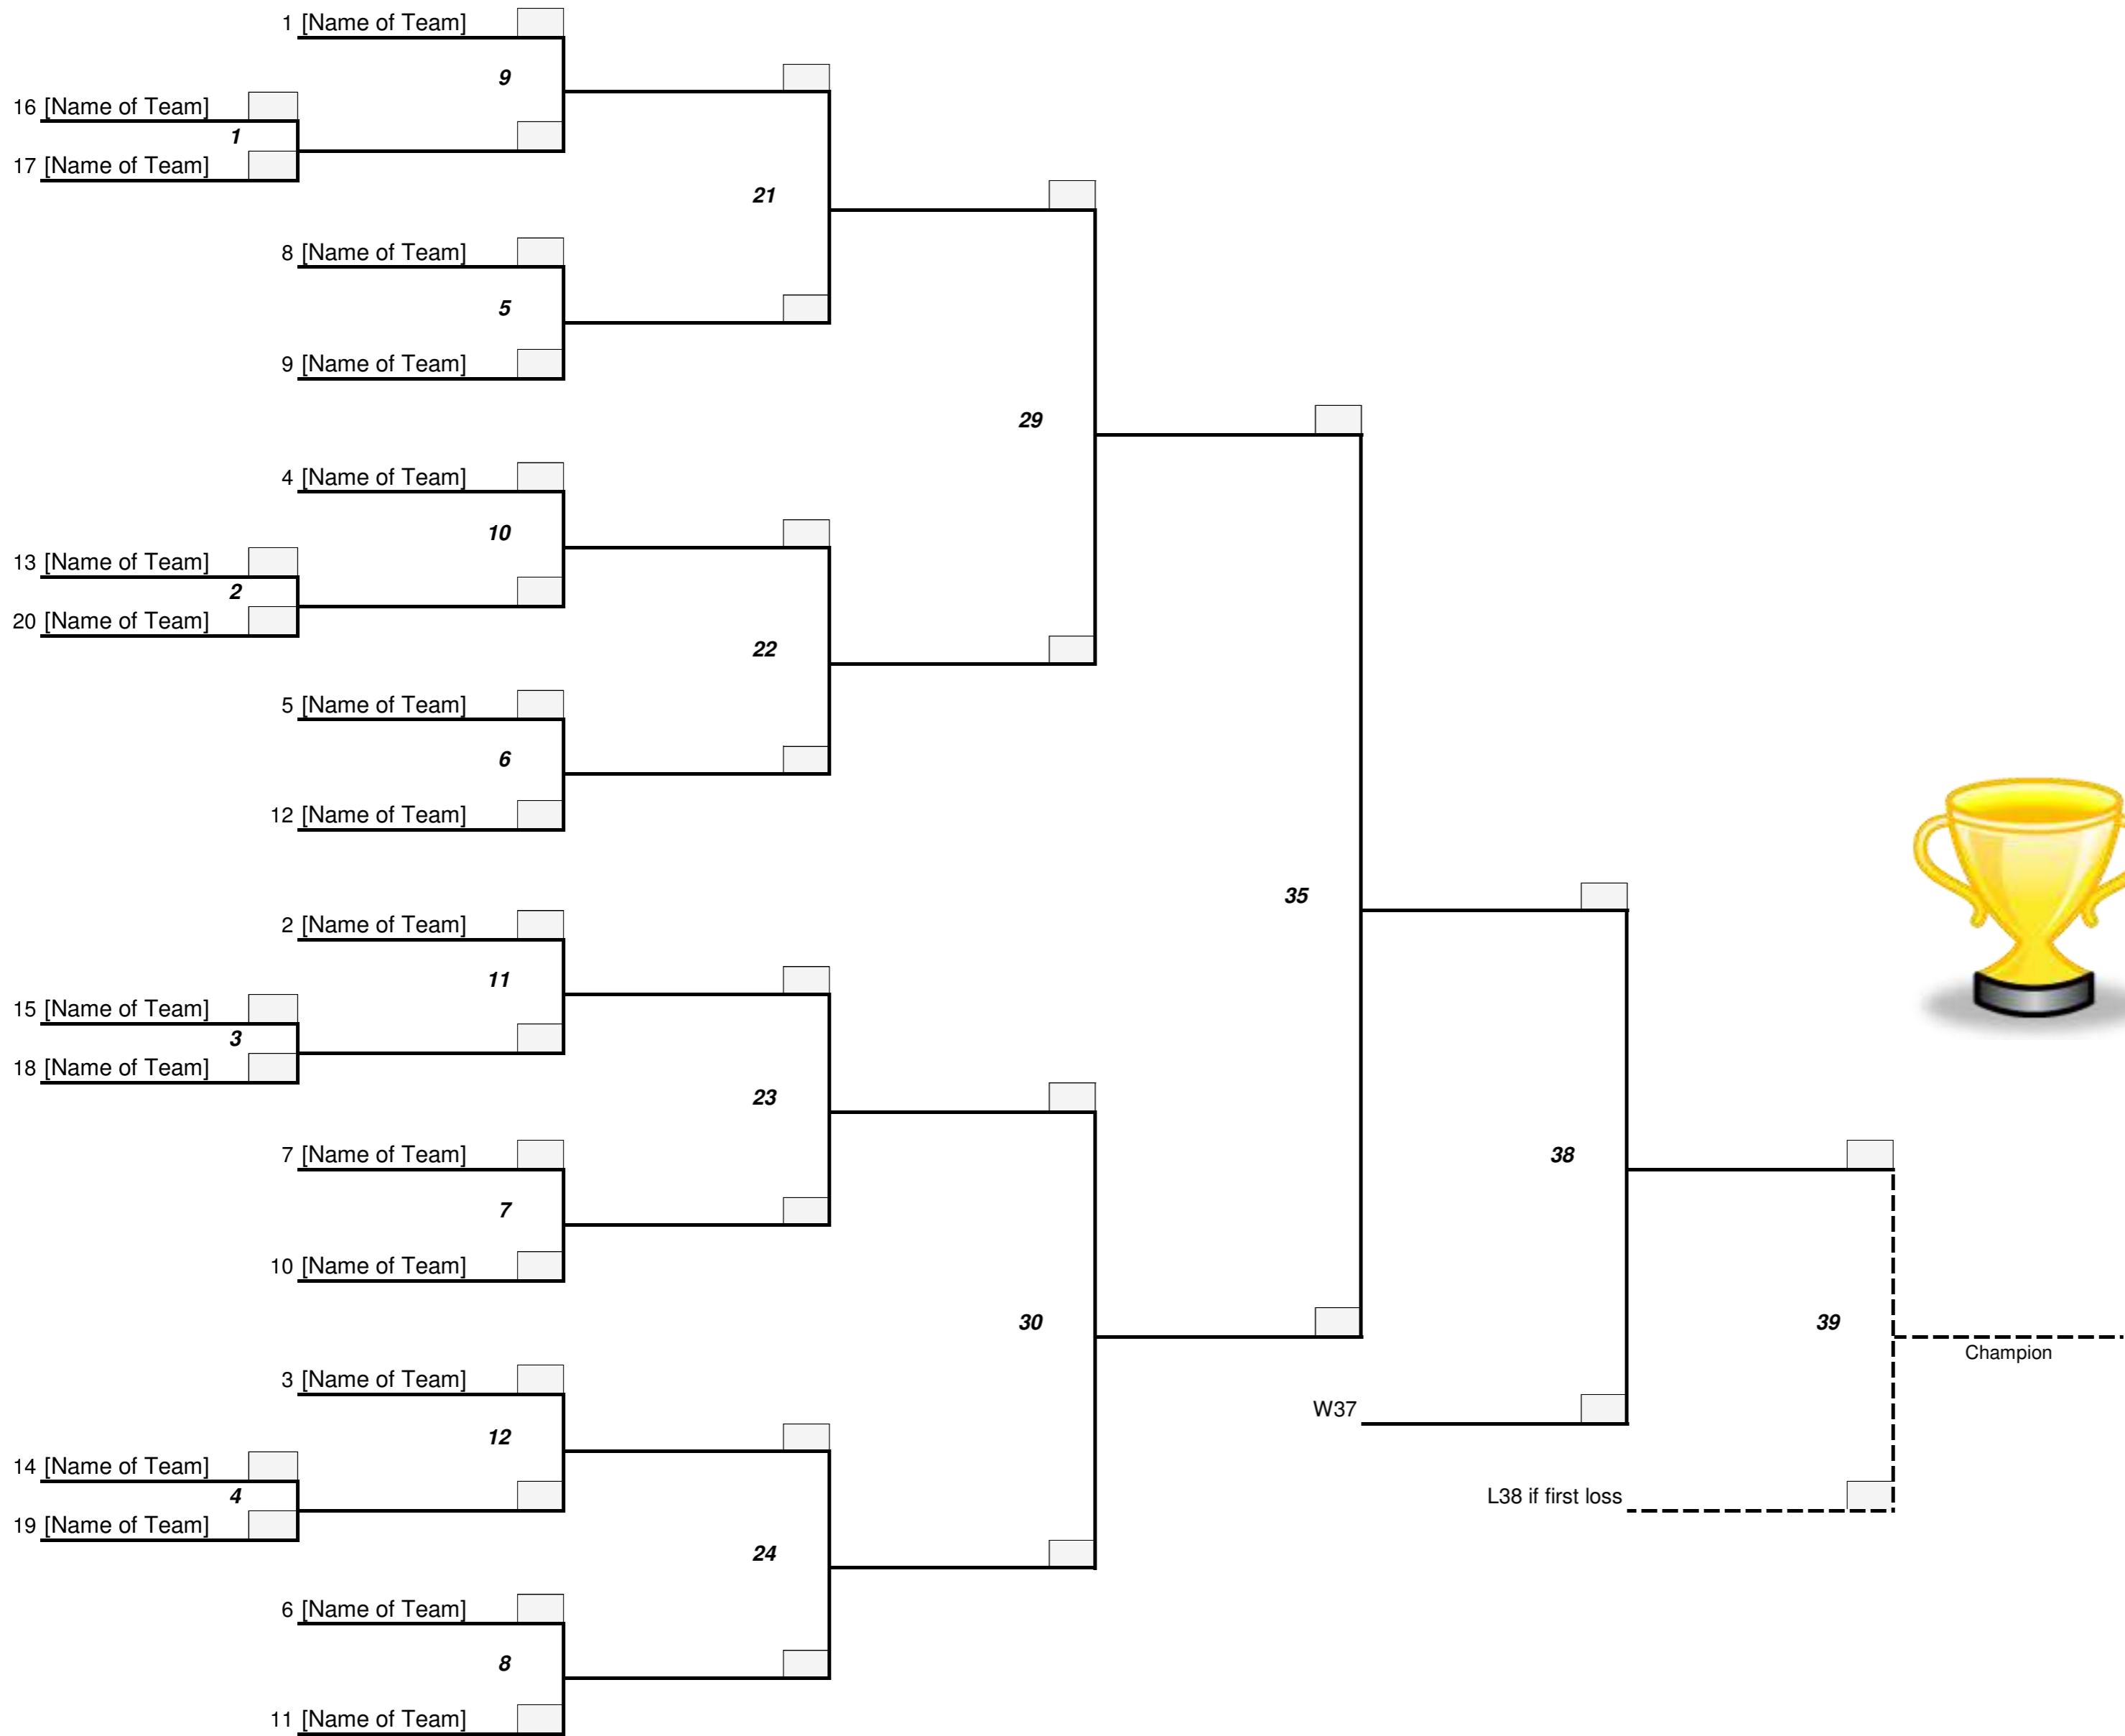 1 [Name of Team]
9
16 [Name of Team]
1
17 [Name of Team]
21
8 [Name of Team]
5
9 [Name of Team]
29
4 [Name of Team]
10
13 [Name of Team]
2
20 [Name of Team]
22
5 [Name of Team]
6
12 [Name of Team]
35
2 [Name of Team]
11
15 [Name of Team]
3
18 [Name of Team]
23
7 [Name of Team]
38
7
10 [Name of Team]
30
39
Champion
3 [Name of Team]
W37
12
14 [Name of Team]
4
L38 if first loss
19 [Name of Team]
24
6 [Name of Team]
8
11 [Name of Team]